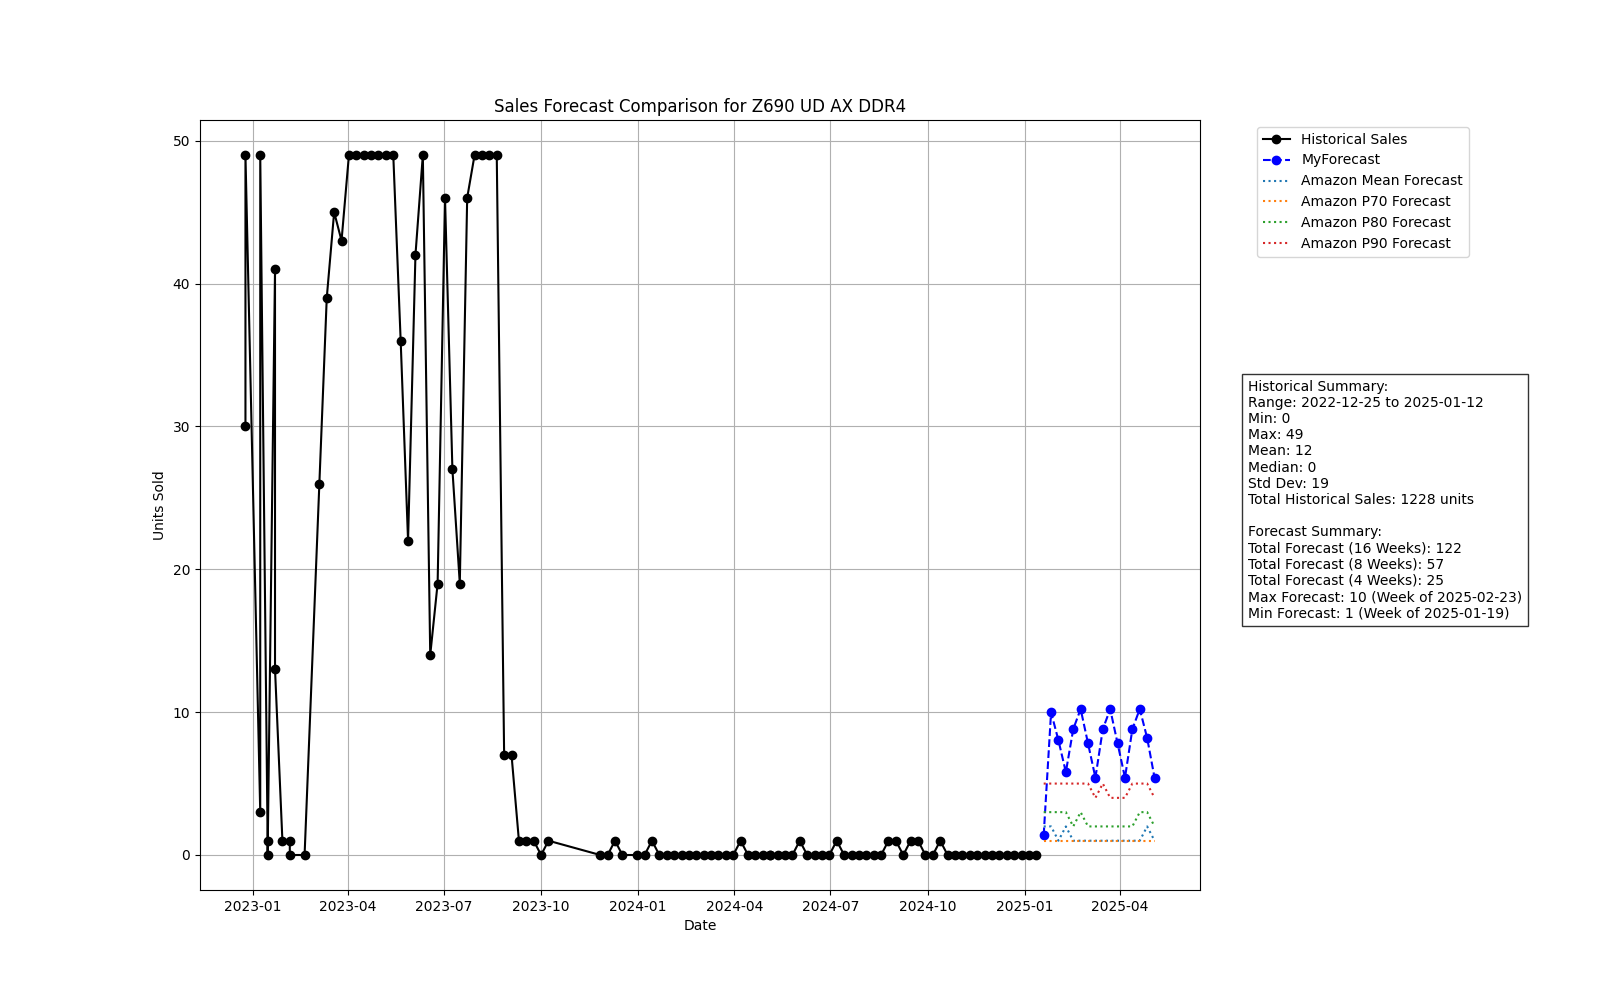 Sales Forecast Comparison for Z690 UD AX DDR4
50
40
30
20
10
0
Units Sold
2023-01
2023-04
2023-07
2023-10
2024-01
2024-04
2024-07
2024-10
2025-01
2025-04
Date
Historical Sales
MyForecast
Amazon Mean Forecast
Amazon P70 Forecast
Amazon P80 Forecast
Amazon P90 Forecast
Historical Summary:
Range: 2022-12-25 to 2025-01-12
Min: 0
Max: 49
Mean: 12
Median: 0
Std Dev: 19
Total Historical Sales: 1228 units
Forecast Summary:
Total Forecast (16 Weeks): 122
Total Forecast (8 Weeks): 57
Total Forecast (4 Weeks): 25
Max Forecast: 10 (Week of 2025-02-23)
Min Forecast: 1 (Week of 2025-01-19)